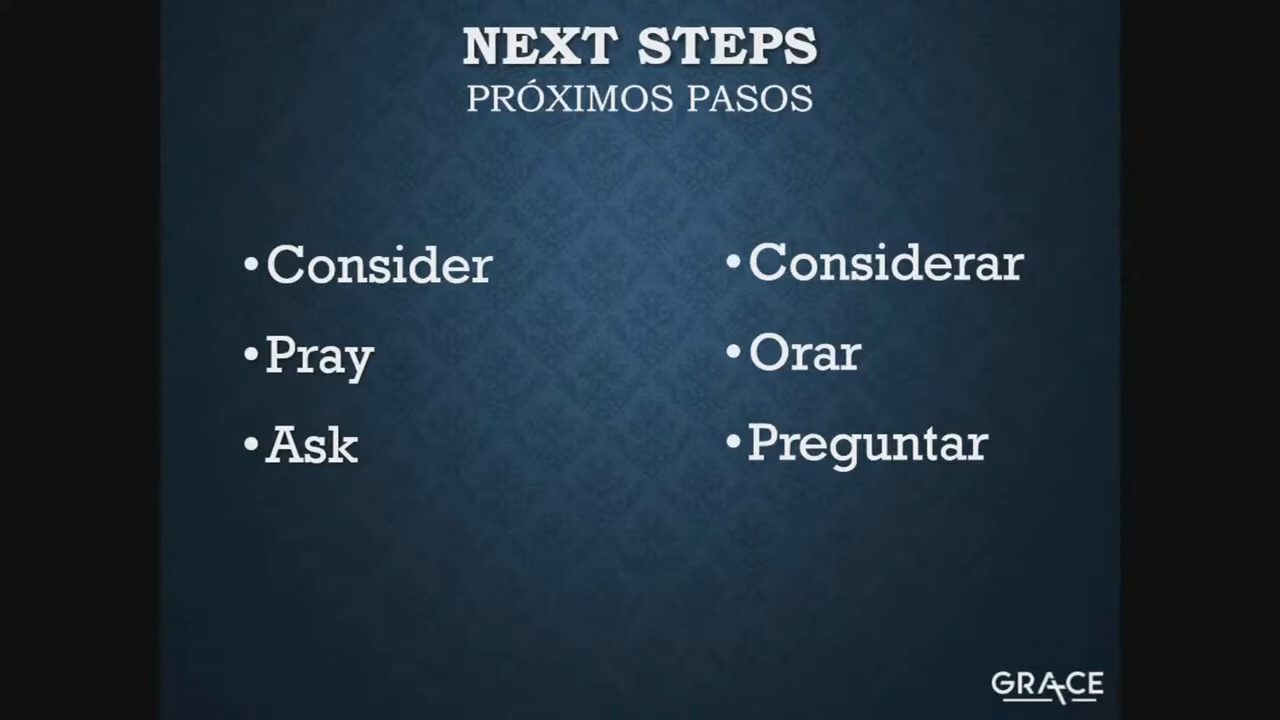 NEXT STEPS
PRÓXIMOS PASOS
•Consider
•Pray
•Ask
•Considerar
•Orar
•Preguntar
GRACE